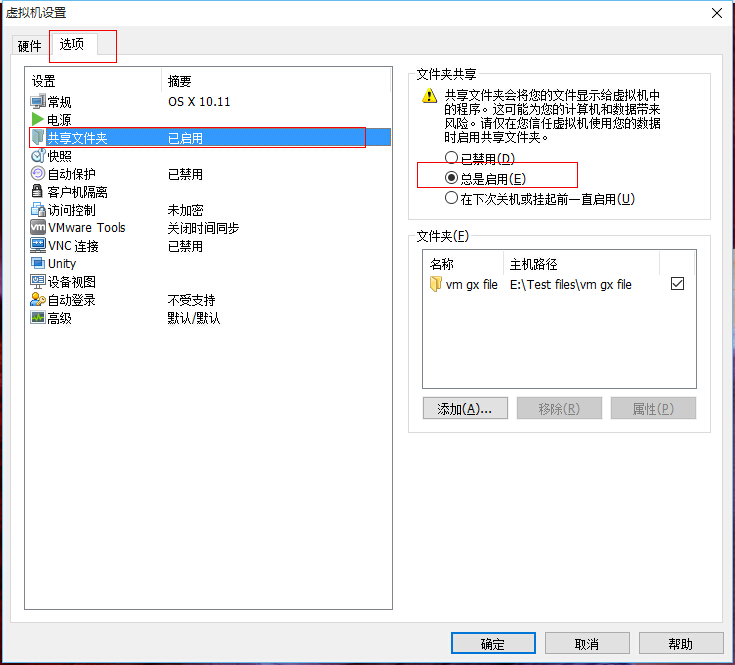 虚拟机设置
硬件 选项
设置 摘要
常规 OS X 10.11
电源
共享文件夹 已启用
快照
自动保护 已禁用
客户机隔离
访问控制 未加密
VMware Tools 关闭时间同步
VNC 连接 已禁用
Unity
设备视图
自动登录 不受支持
高级 默认/默认
文件夹共享
共享文件夹会将您的文件显示给虚拟机中
的程序。这可能为您的计算机和数据带来
风险。请仅在您信任虚拟机使用您的数据
时启用共享文件夹。
已禁用(D)
总是启用(E)
在下次关机或挂起前一直启用(U)
文件夹(F)
名称 主机路径
vm gx file E:\Test files\vm gx file
添加(A)... 移除(R) 属性(P)
确定 取消 帮助